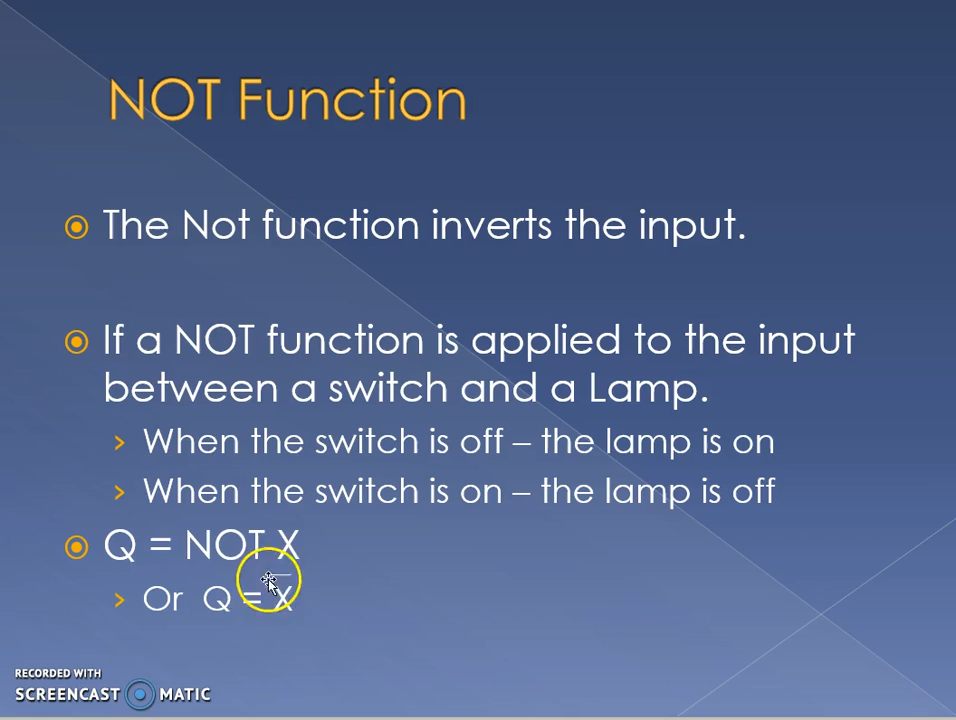 NOT Function
The Not function inverts the input.
If a NOT function is applied to the input
between a switch and a Lamp.
When the switch is off – the lamp is on
When the switch is on – the lamp is off
Q = NOT X
Or Q = X̅
RECORDED WITH
SCREENCAST MATIC